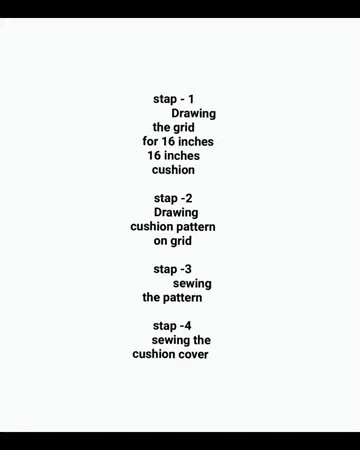 stap - 1
Drawing
the grid
for 16 inches
16 inches
cushion
stap -2
Drawing
cushion pattern
on grid
stap -3
sewing
the pattern
stap -4
sewing the
cushion cover